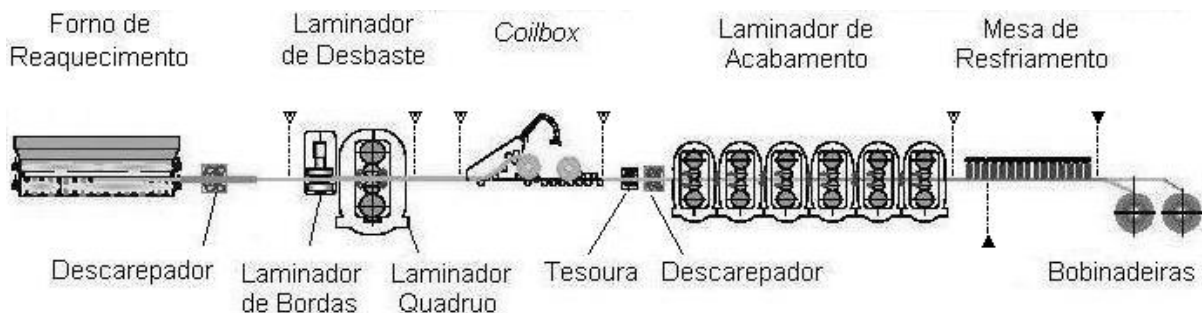 Forno de
Reaquecimento
Laminador
de Desbaste
Coilbox
Laminador de
Acabamento
Mesa de
Resfriamento
Descarepador
Laminador
de Bordas
Laminador
Quadruo
Tesoura
Descarepador
Bobinadeiras